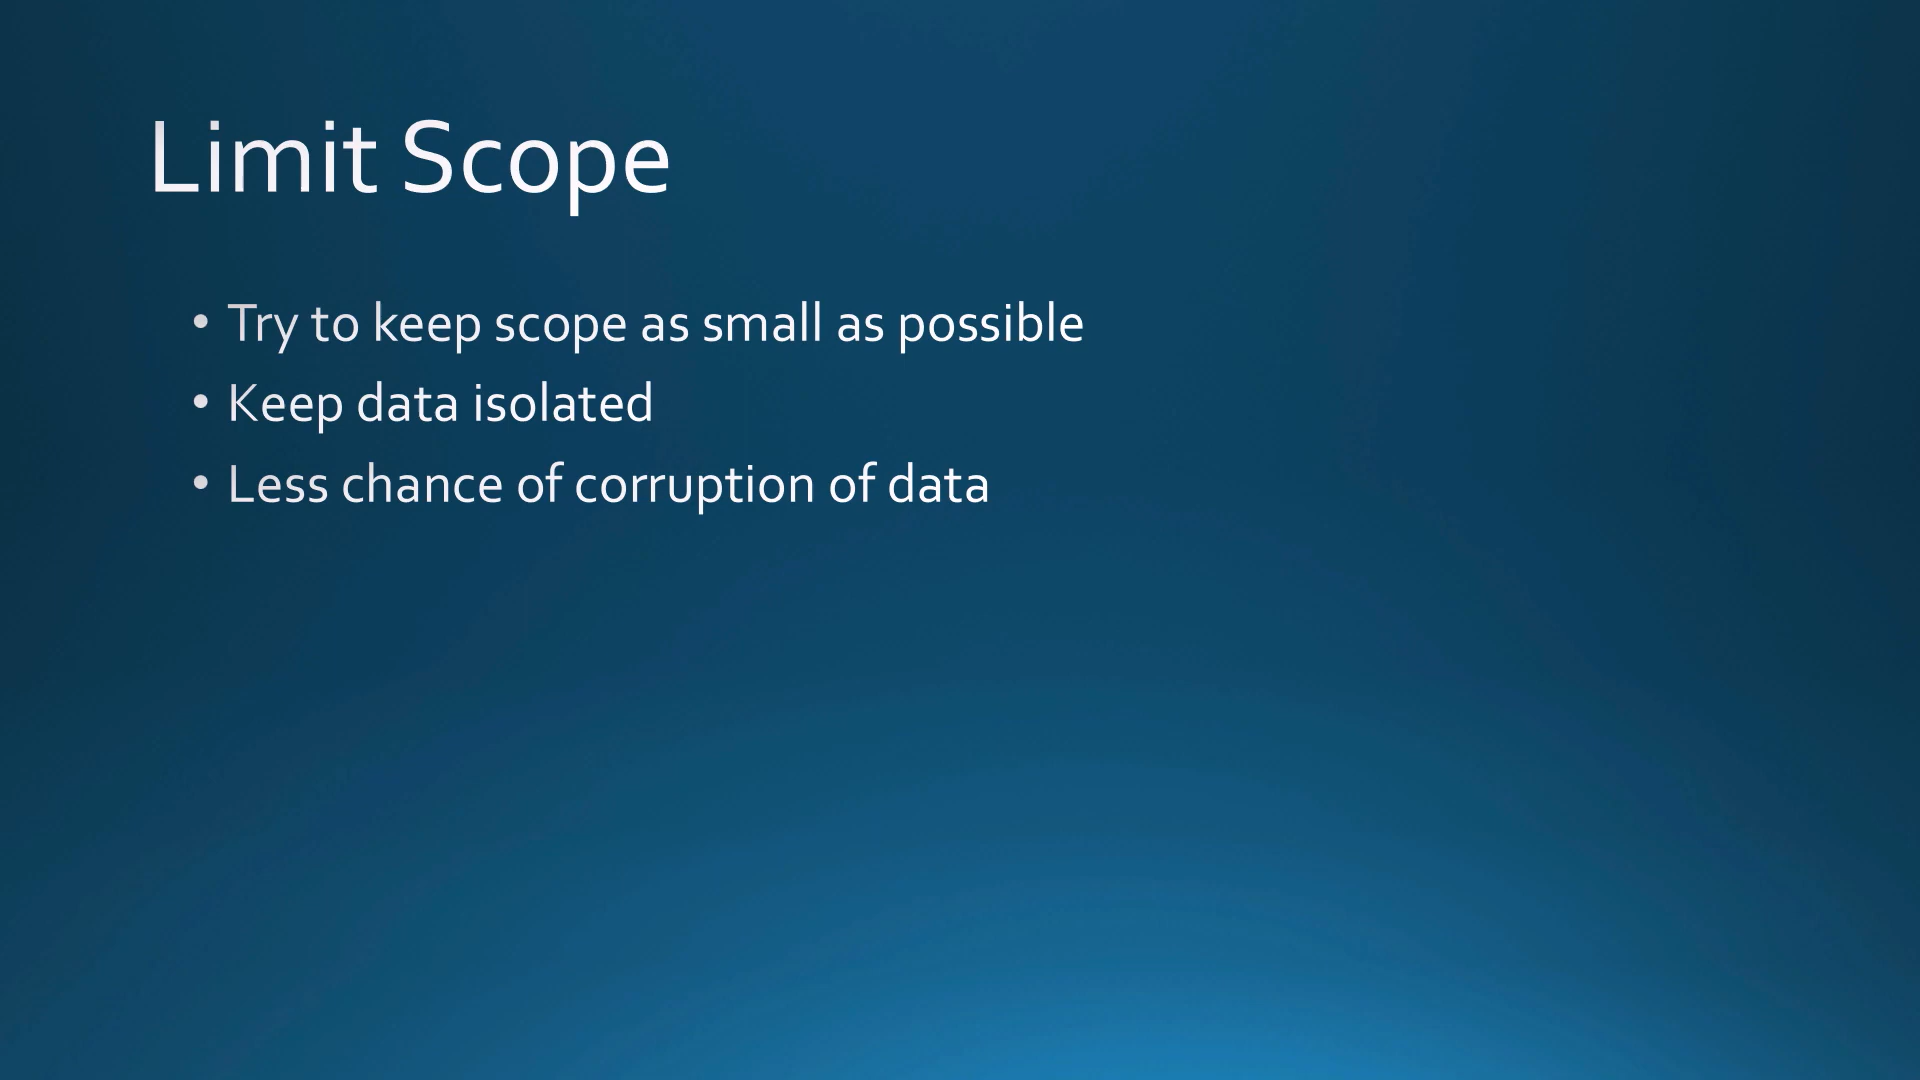 Limit Scope
• Try to keep scope as small as possible
• Keep data isolated
• Less chance of corruption of data